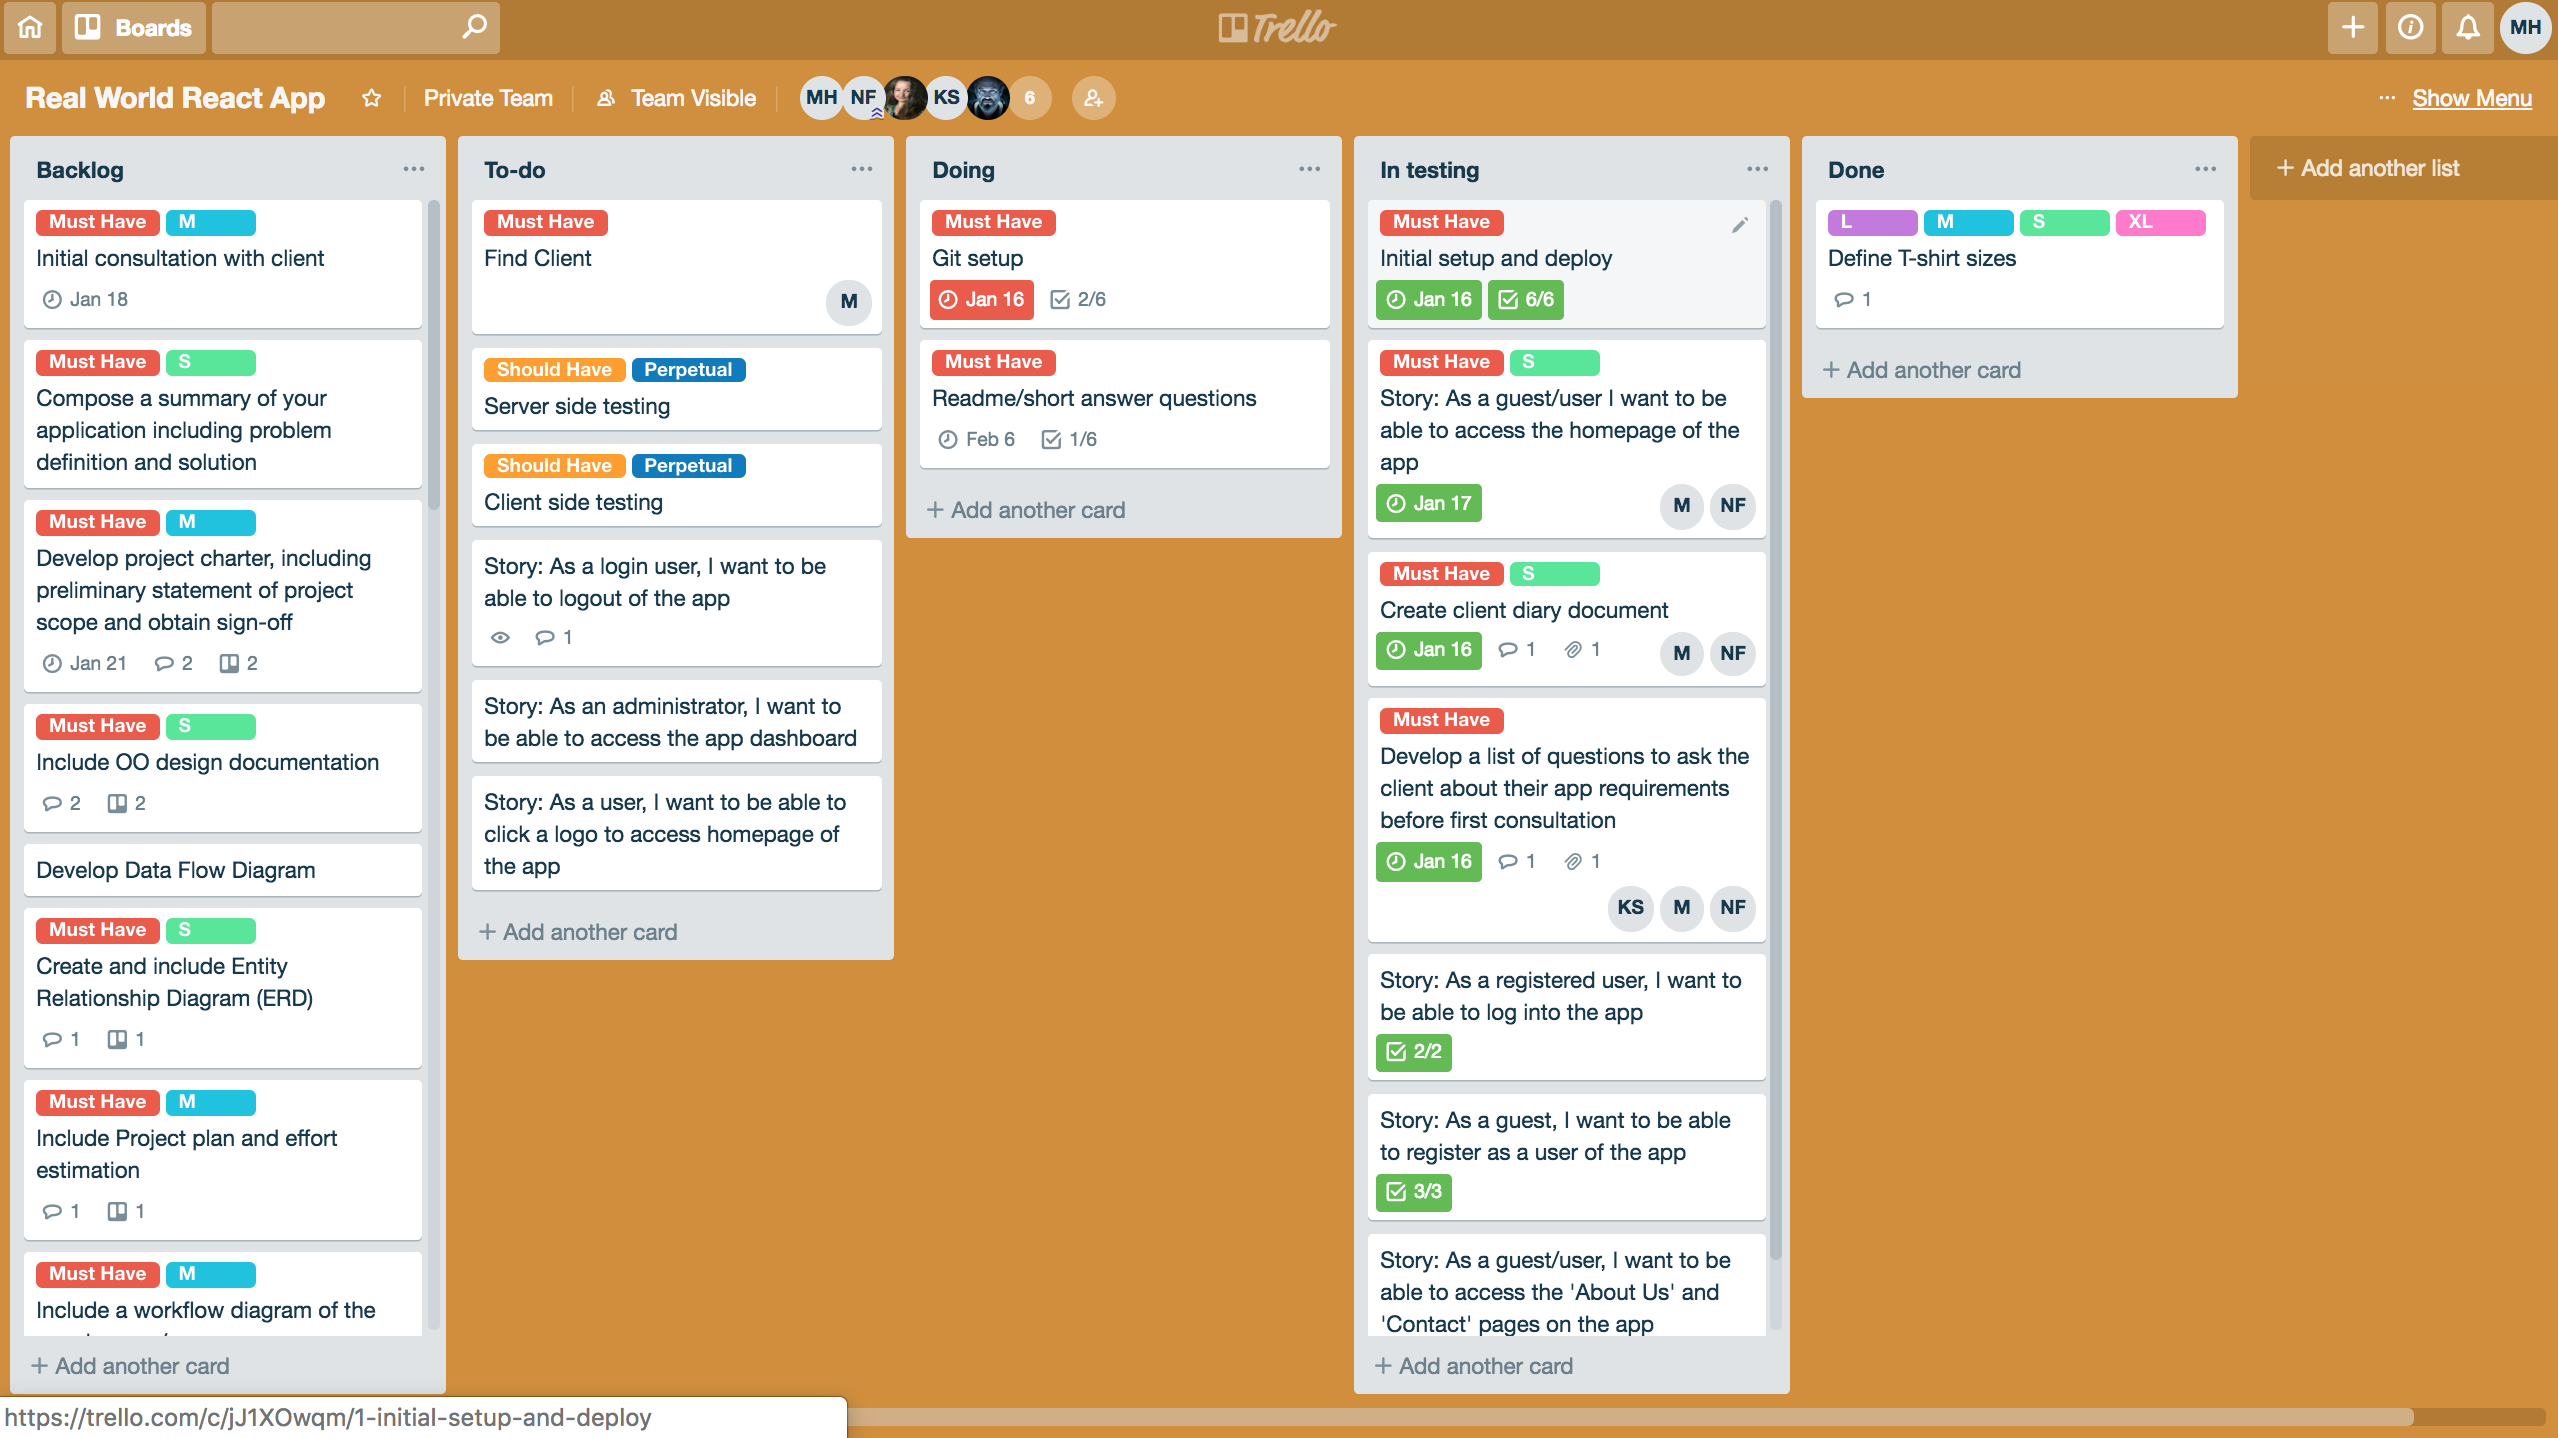 Boards
Trello
MH
Real World React App
Private Team
Team Visible
MH NF KS 6
... Show Menu
Backlog
Must Have M
Initial consultation with client
Jan 18
Must Have S
Compose a summary of your
application including problem
definition and solution
Must Have M
Develop project charter, including
preliminary statement of project
scope and obtain sign-off
Jan 21 2 2
Must Have S
Include OO design documentation
2 2
Develop Data Flow Diagram
Must Have S
Create and include Entity
Relationship Diagram (ERD)
1 1
Must Have M
Include Project plan and effort
estimation
1 1
Must Have M
Include a workflow diagram of the
+ Add another card
To-do
Must Have
Find Client
M
Should Have Perpetual
Server side testing
Should Have Perpetual
Client side testing
Story: As a login user, I want to be
able to logout of the app
1
Story: As an administrator, I want to
be able to access the app dashboard
Story: As a user, I want to be able to
click a logo to access homepage of
the app
+ Add another card
Doing
Must Have
Git setup
Jan 16 2/6
Must Have
Readme/short answer questions
Feb 6 1/6
+ Add another card
In testing
Must Have
Initial setup and deploy
Jan 16 6/6
Must Have S
Story: As a guest/user I want to be
able to access the homepage of the
app
Jan 17 M NF
Must Have S
Create client diary document
Jan 16 1 1 M NF
Must Have
Develop a list of questions to ask the
client about their app requirements
before first consultation
Jan 16 1 1
KS M NF
Story: As a registered user, I want to
be able to log into the app
2/2
Story: As a guest, I want to be able
to register as a user of the app
3/3
Story: As a guest/user, I want to be
able to access the 'About Us' and
'Contact' pages on the app
+ Add another card
Done
L M S XL
Define T-shirt sizes
1
+ Add another card
+ Add another list
https://trello.com/c/jJ1XOwqm/1-initial-setup-and-deploy